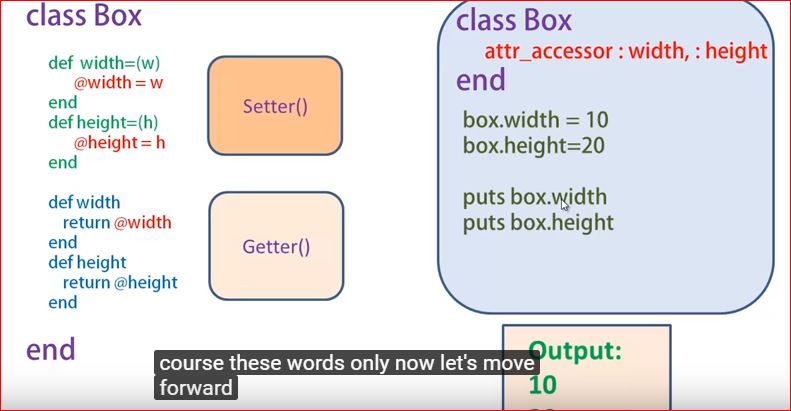 class Box
def width=(w)
@width = w
end
def height=(h)
@height = h
end
def width
return @width
end
def height
return @height
end
end
Setter()
Getter()
class Box
attr_accessor : width, : height
end
box.width = 10
box.height=20
puts box.width
puts box.height
Output:
10
course these words only now let's move
forward